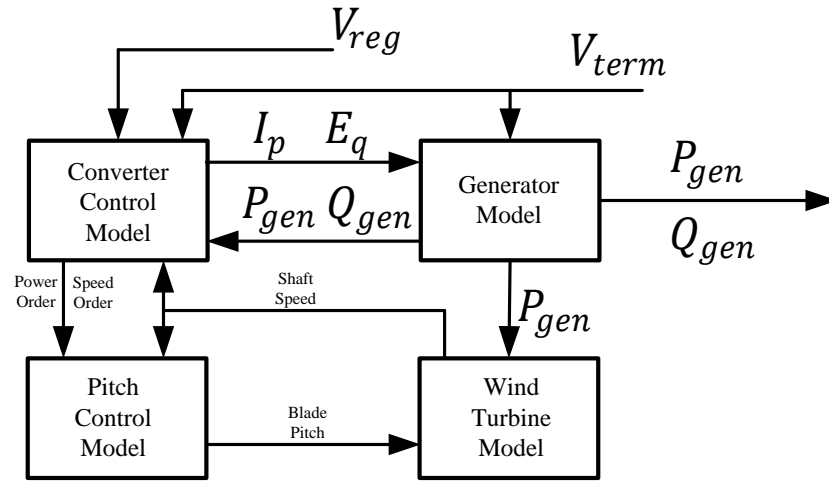 V_reg
V_term
I_p E_q
Converter
Control
Model
Generator
Model
P_gen
Q_gen
P_gen Q_gen
Power
Order
Speed
Order
Shaft
Speed
P_gen
Pitch
Control
Model
Blade
Pitch
Wind
Turbine
Model